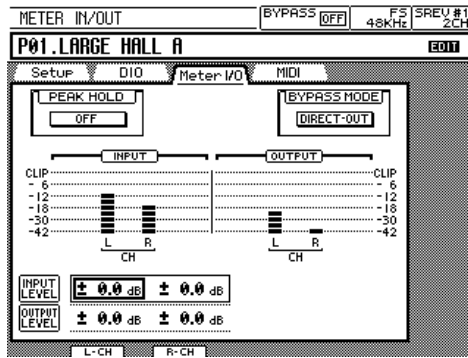 METER IN/OUT
BYPASS OFF
FS 48KHz
SREV #1 2CH
P01.LARGE HALL A
EDIT
Setup DIO Meter I/O MIDI
PEAK HOLD
OFF
BYPASS MODE
DIRECT-OUT
INPUT OUTPUT
CLIP CLIP
- 6 - 6
-12 -12
-18 -18
-30 -30
-42 -42
L R L R
CH CH
INPUT LEVEL ± 0.0 dB ± 0.0 dB
OUTPUT LEVEL ± 0.0 dB ± 0.0 dB
L-CH R-CH